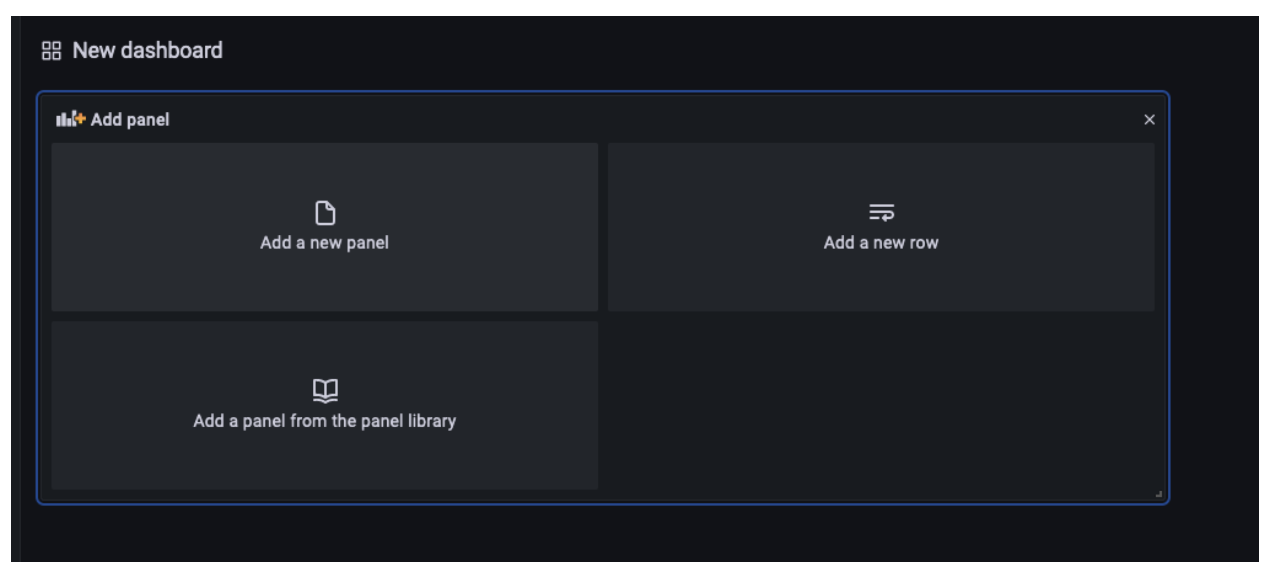 New dashboard
Add panel
Add a new panel
Add a new row
Add a panel from the panel library